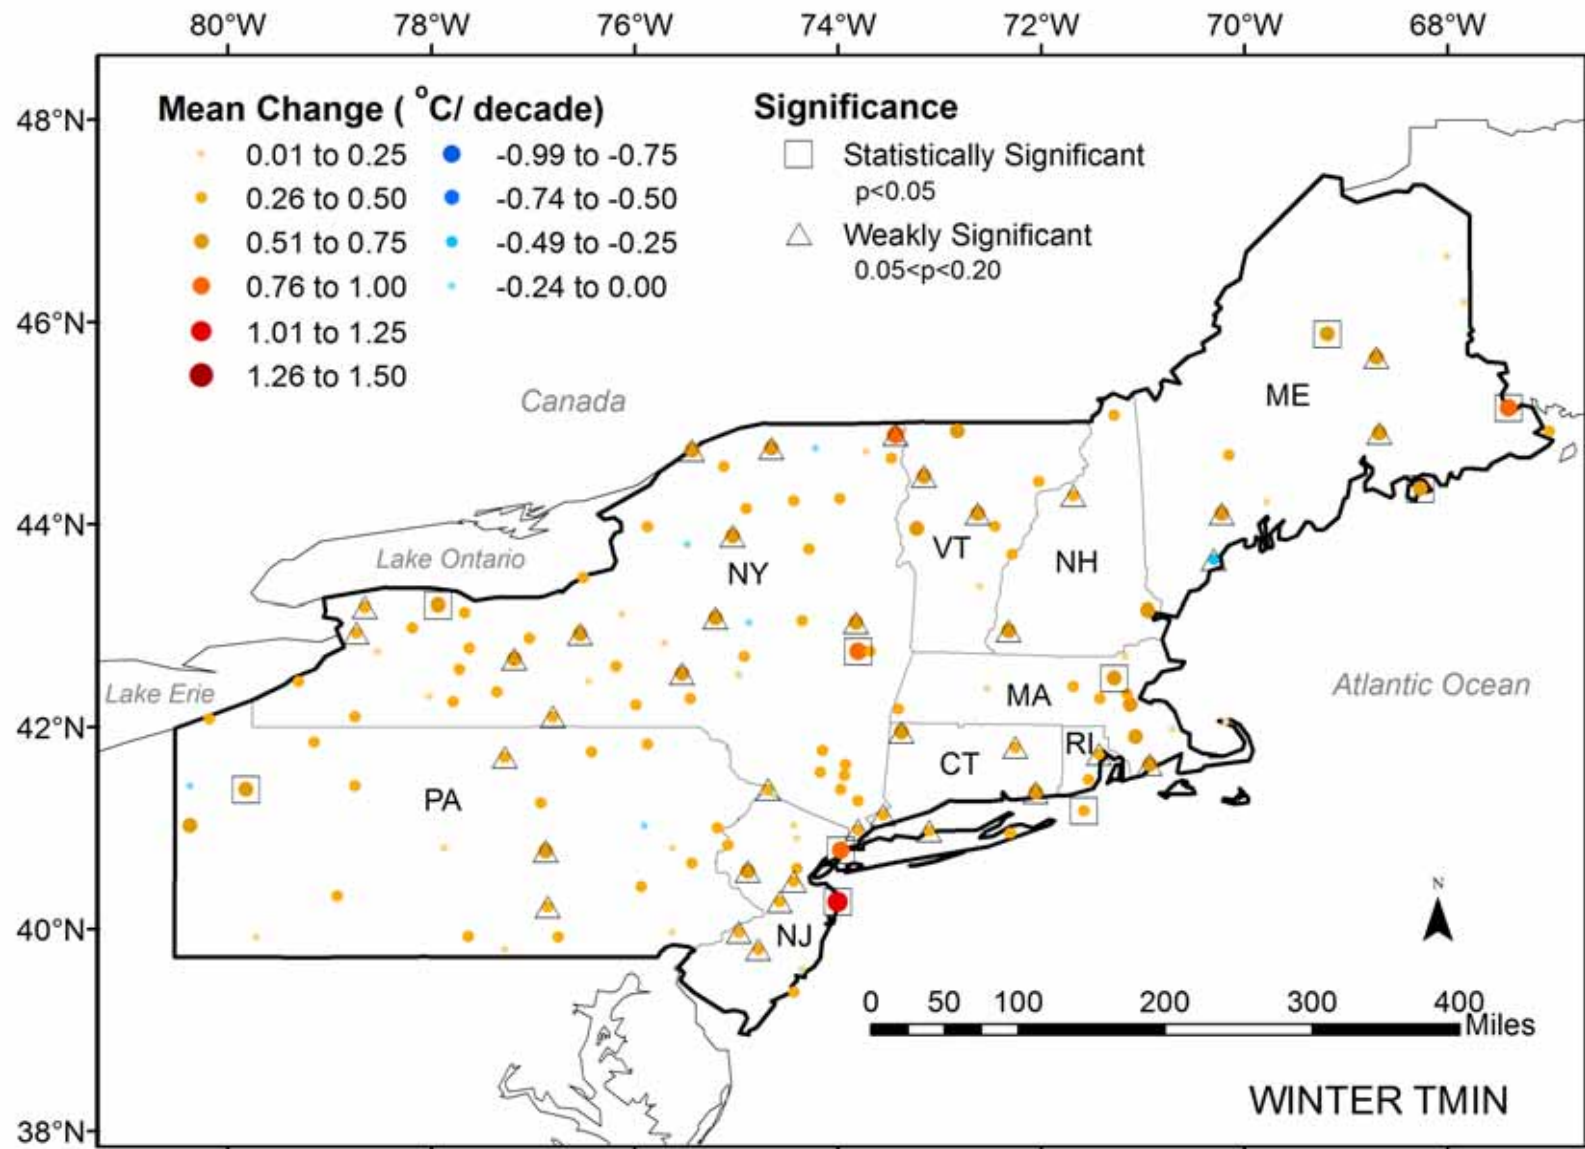 80°W 78°W 76°W 74°W 72°W 70°W 68°W
48°N
46°N
44°N
42°N
40°N
38°N
Mean Change ( °C/ decade)
0.01 to 0.25
0.26 to 0.50
0.51 to 0.75
0.76 to 1.00
1.01 to 1.25
1.26 to 1.50
-0.99 to -0.75
-0.74 to -0.50
-0.49 to -0.25
-0.24 to 0.00
Significance
Statistically Significant
p<0.05
Weakly Significant
0.05<p<0.20
Canada
ME
Lake Ontario
VT
NH
NY
Lake Erie
MA
Atlantic Ocean
RI
CT
PA
NJ
N
0 50 100 200 300 400
Miles
WINTER TMIN